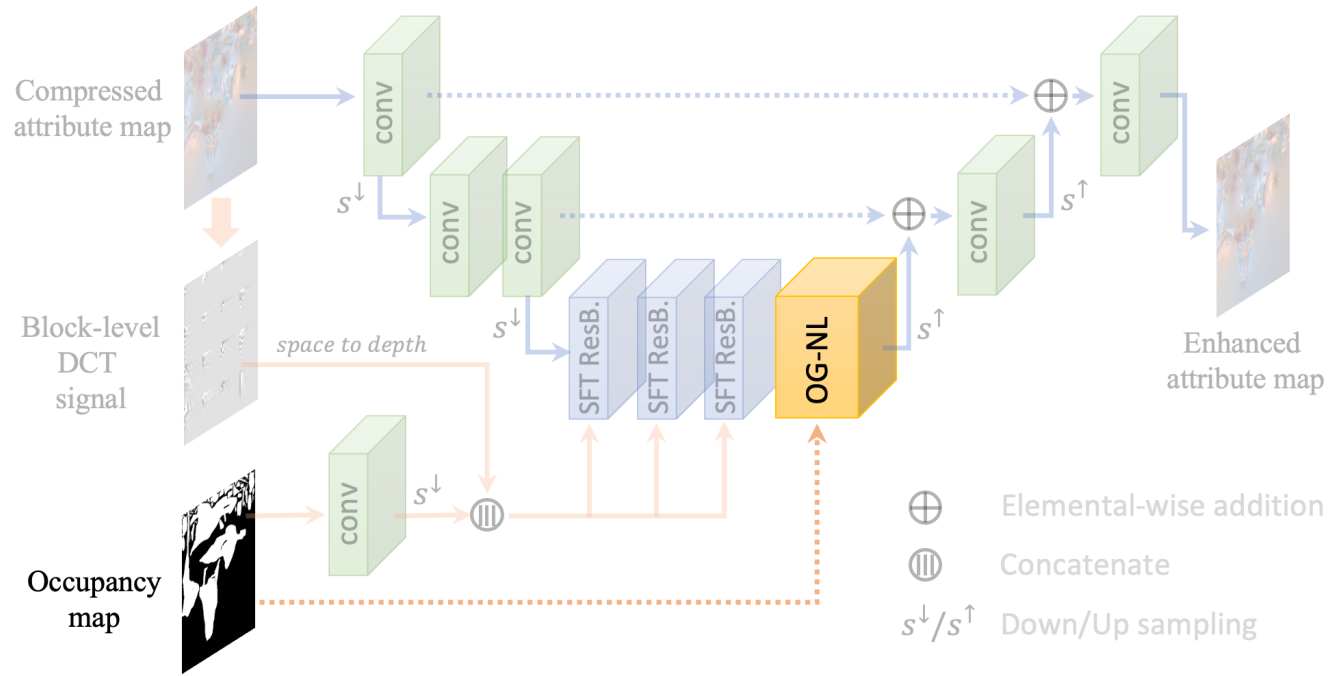 Compressed
attribute map
conv
s↓
conv
conv
s↓
Block-level
DCT
signal
space to depth
SFT ResB.
SFT ResB.
SFT ResB.
OG-NL
s↑
conv
s↑
conv
Enhanced
attribute map
Occupancy
map
conv
s↓
Elemental-wise addition
Concatenate
s↓/s↑ Down/Up sampling